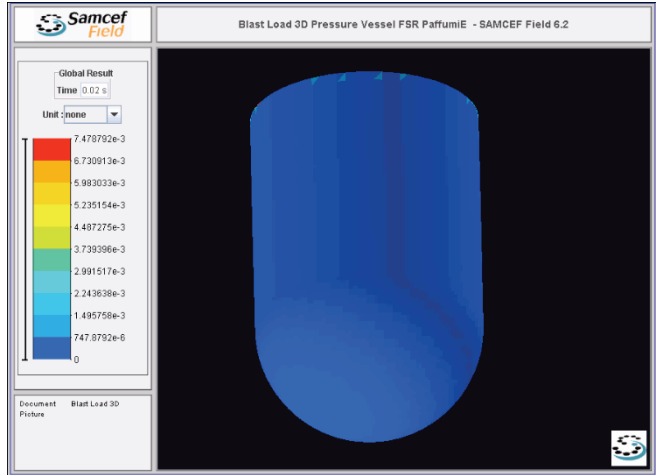 Samcef
Field
Blast Load 3D Pressure Vessel FSR PaffumiE - SAMCEF Field 6.2
Global Result
Time 0.02 s
Unit : none
7.478792e-3
6.730913e-3
5.983033e-3
5.235154e-3
4.487275e-3
3.739396e-3
2.991517e-3
2.243638e-3
1.495758e-3
747.8792e-6
0
Document Blast Load 3D
Picture